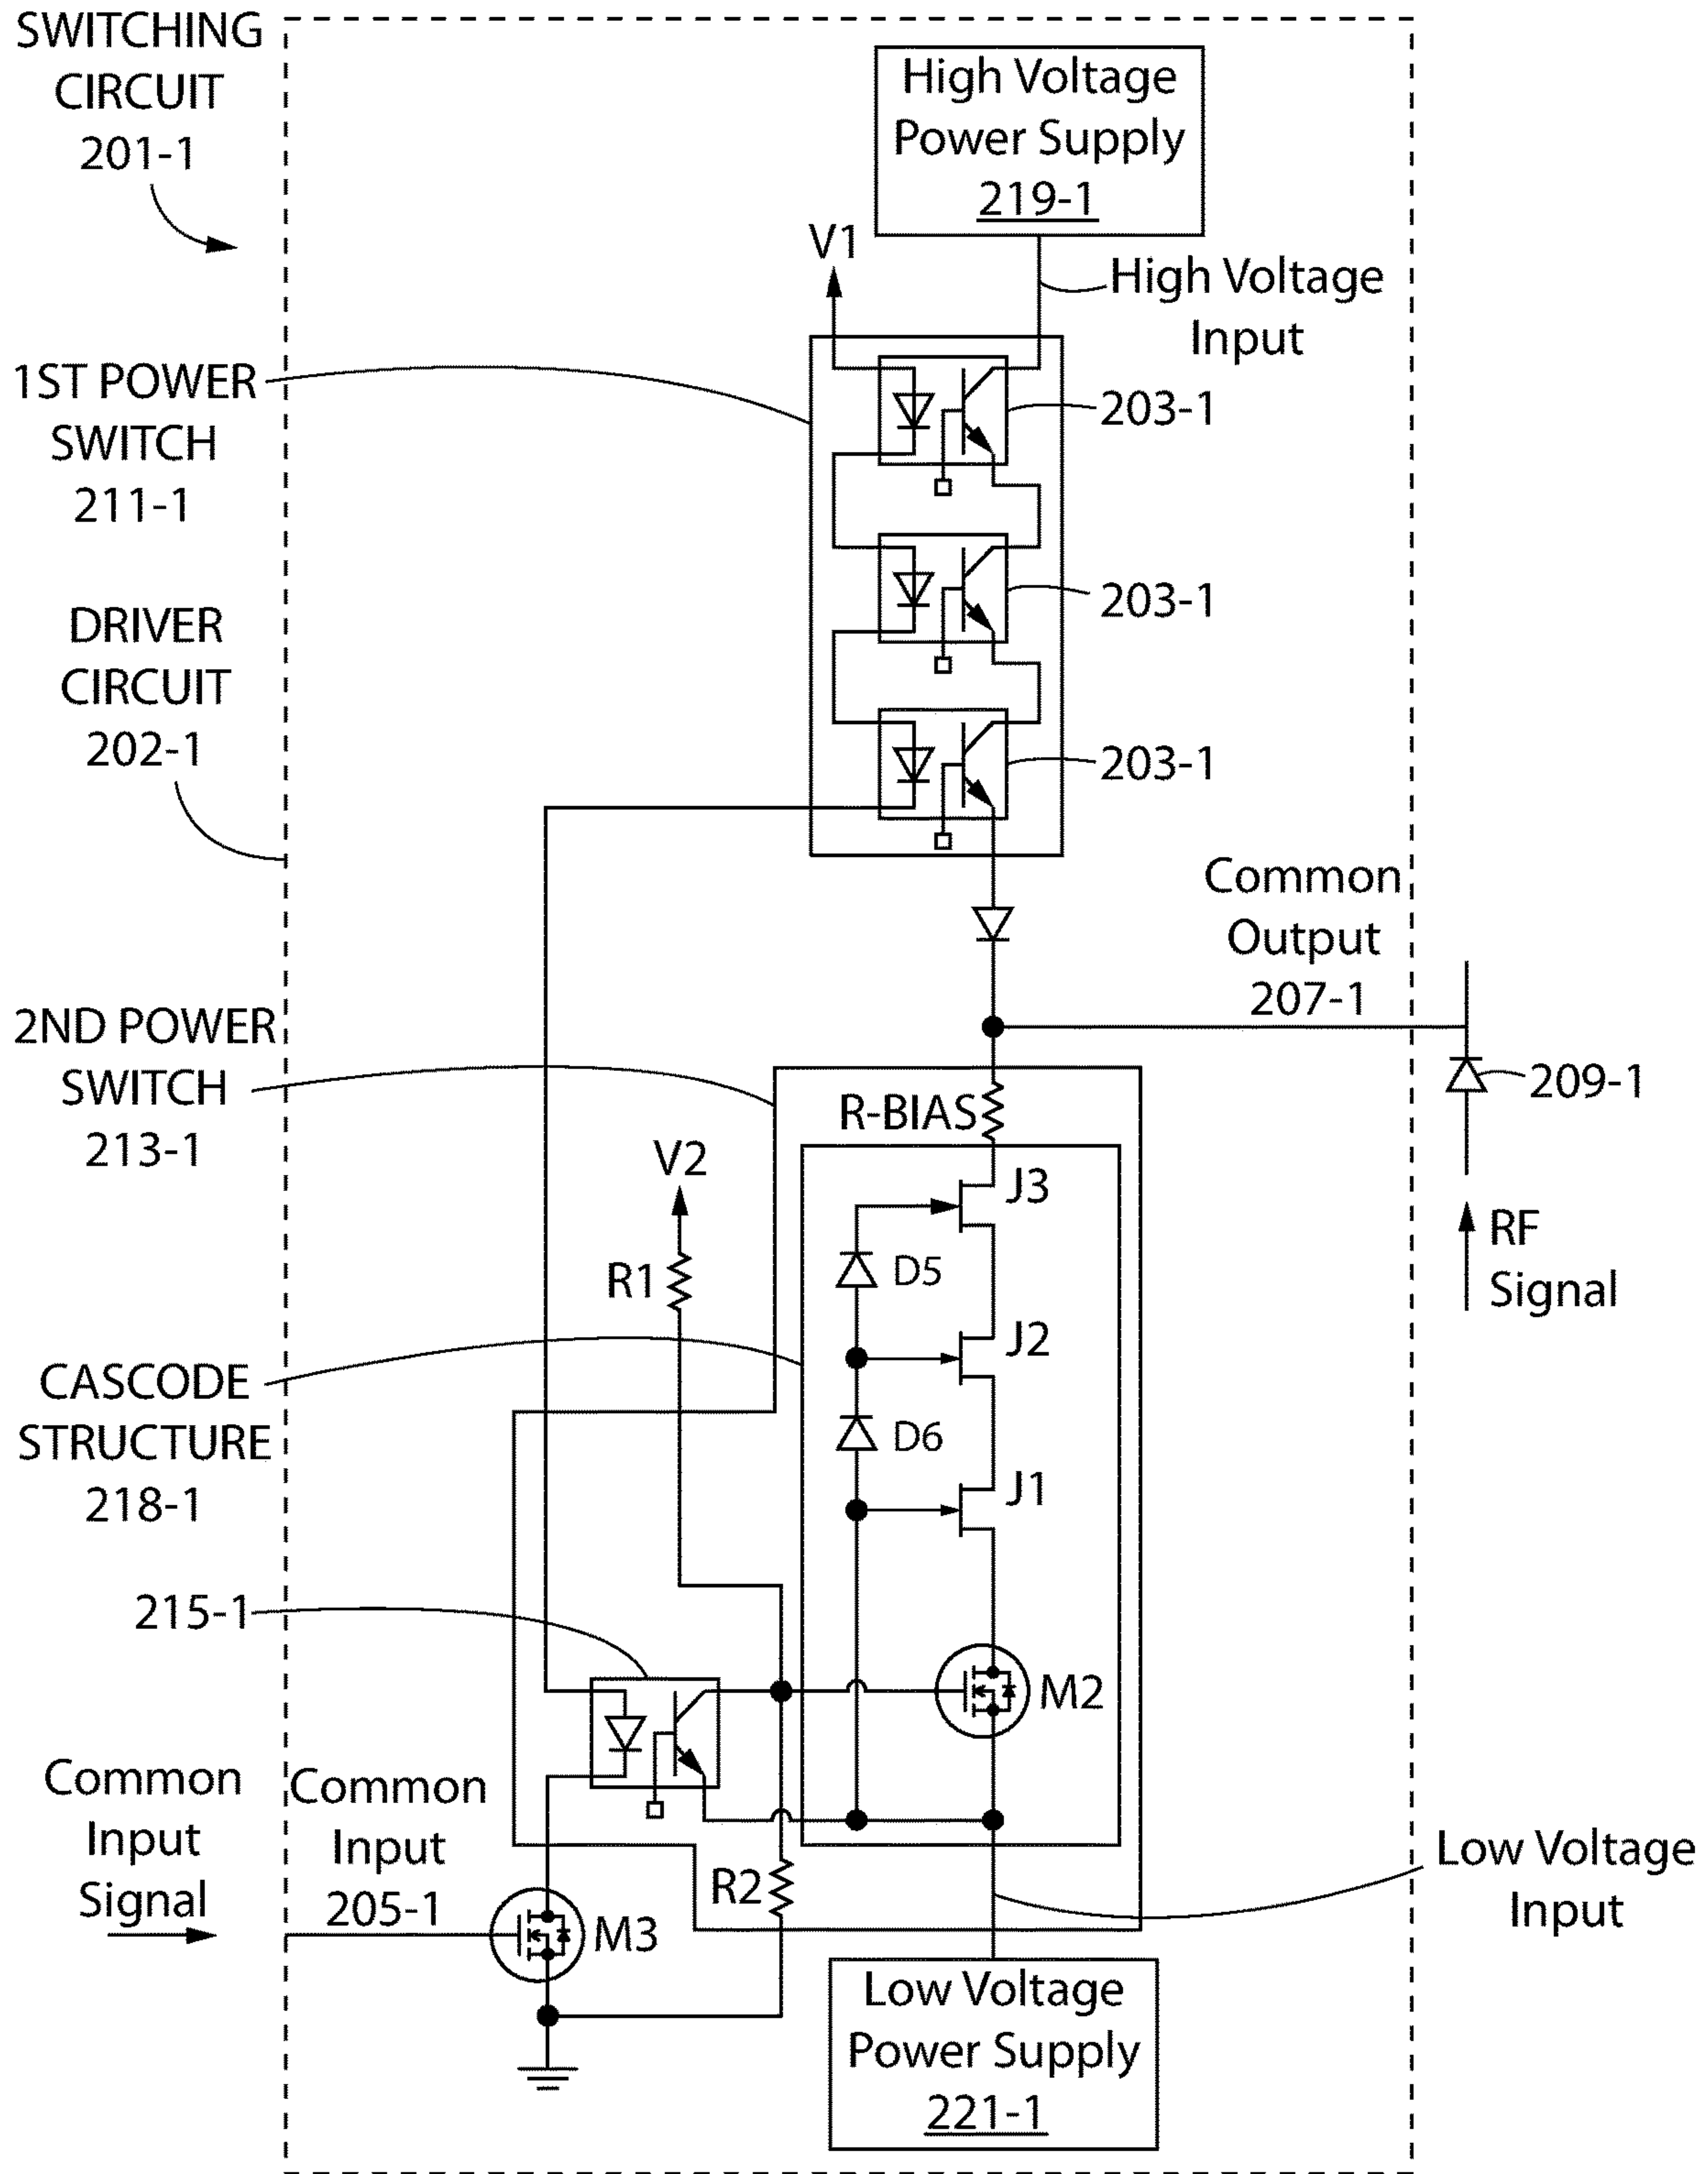 SWITCHING
CIRCUIT
201-1
High Voltage
Power Supply
219-1
V1
High Voltage
Input
1ST POWER
SWITCH
211-1
203-1
203-1
DRIVER
CIRCUIT
202-1
203-1
Common
Output
207-1
2ND POWER
SWITCH
213-1
R-BIAS
209-1
V2
J3
RF
Signal
R1
D5
J2
CASCODE
STRUCTURE
218-1
D6
J1
215-1
M2
Common
Input
Signal
Common
Input
205-1
R2
M3
Low Voltage
Input
Low Voltage
Power Supply
221-1